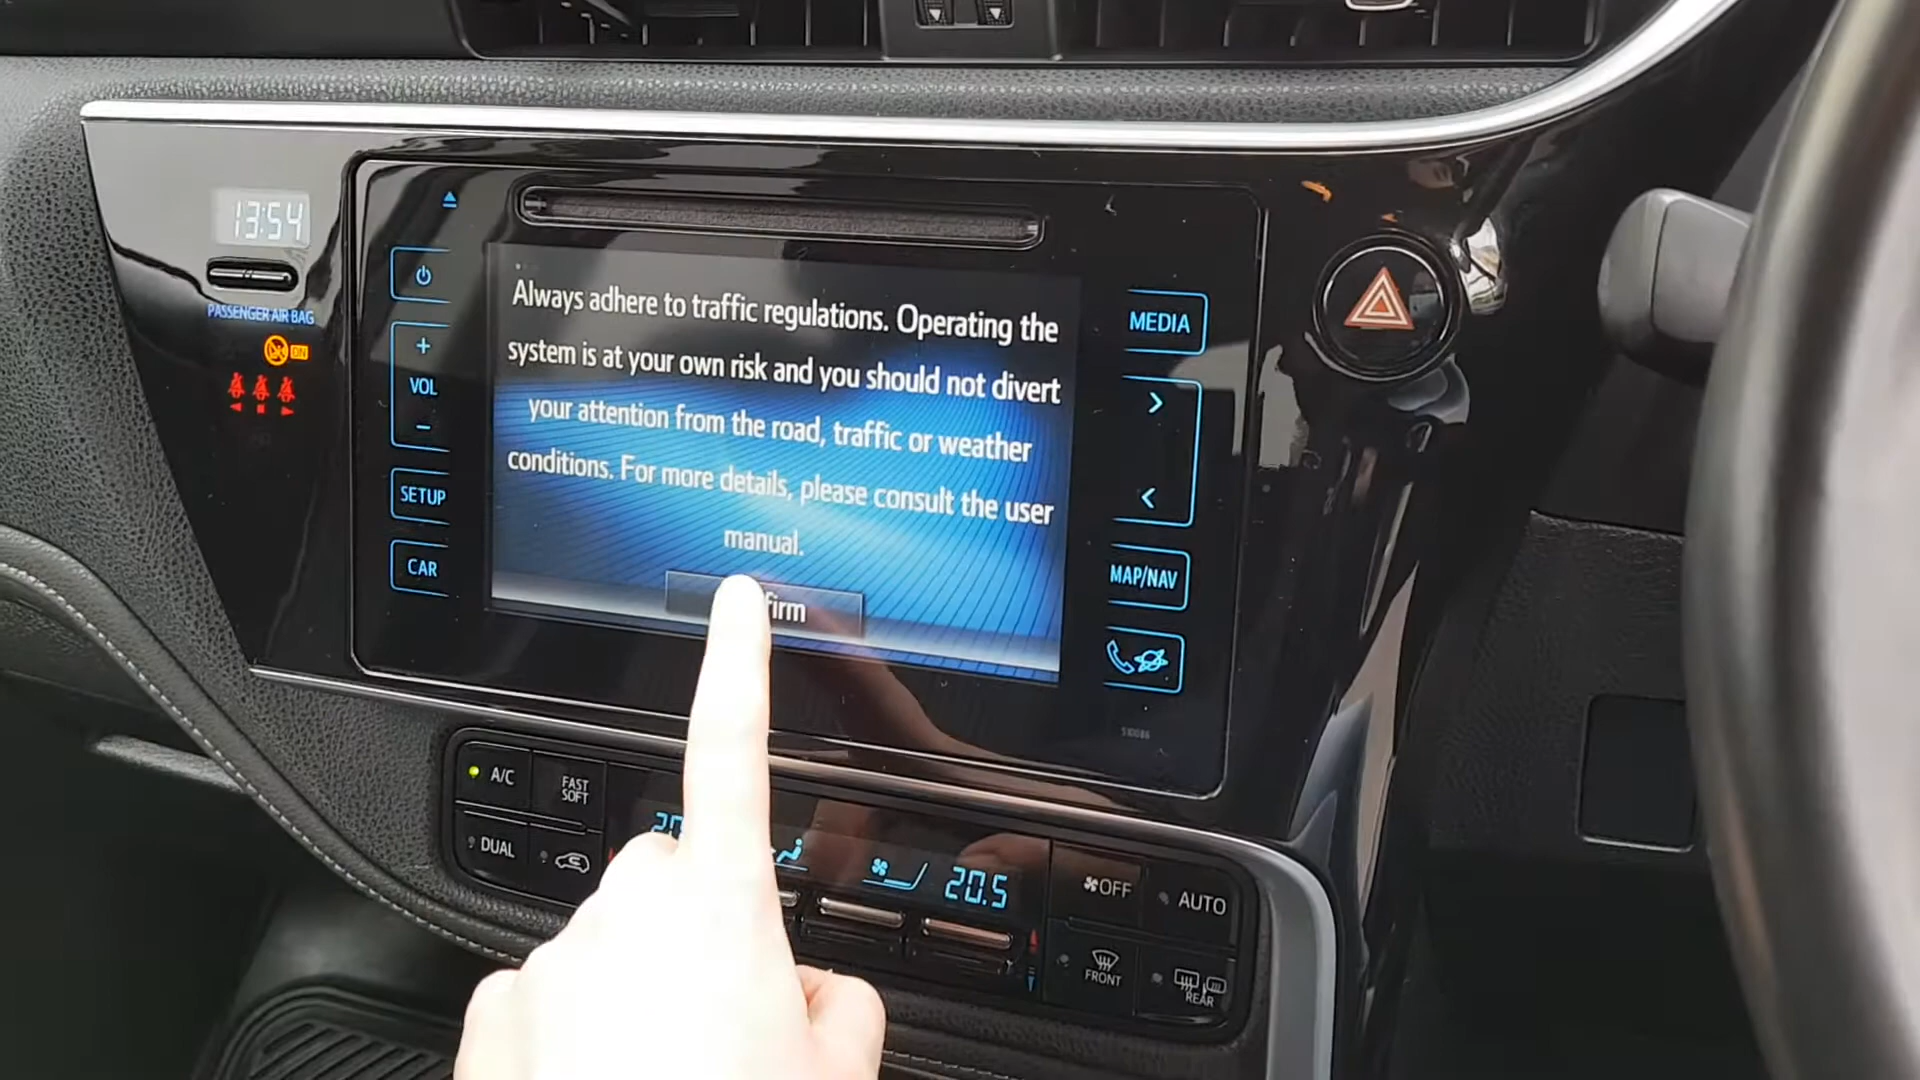 13:54
PASSENGER AIR BAG
ON
+
VOL
-
SETUP
CAR
Always adhere to traffic regulations. Operating the
system is at your own risk and you should not divert
your attention from the road, traffic or weather
conditions. For more details, please consult the user
manual.
firm
MEDIA
>
<
MAP/NAV
A/C
FAST
SOFT
DUAL
20
20.5
OFF
AUTO
FRONT
REAR